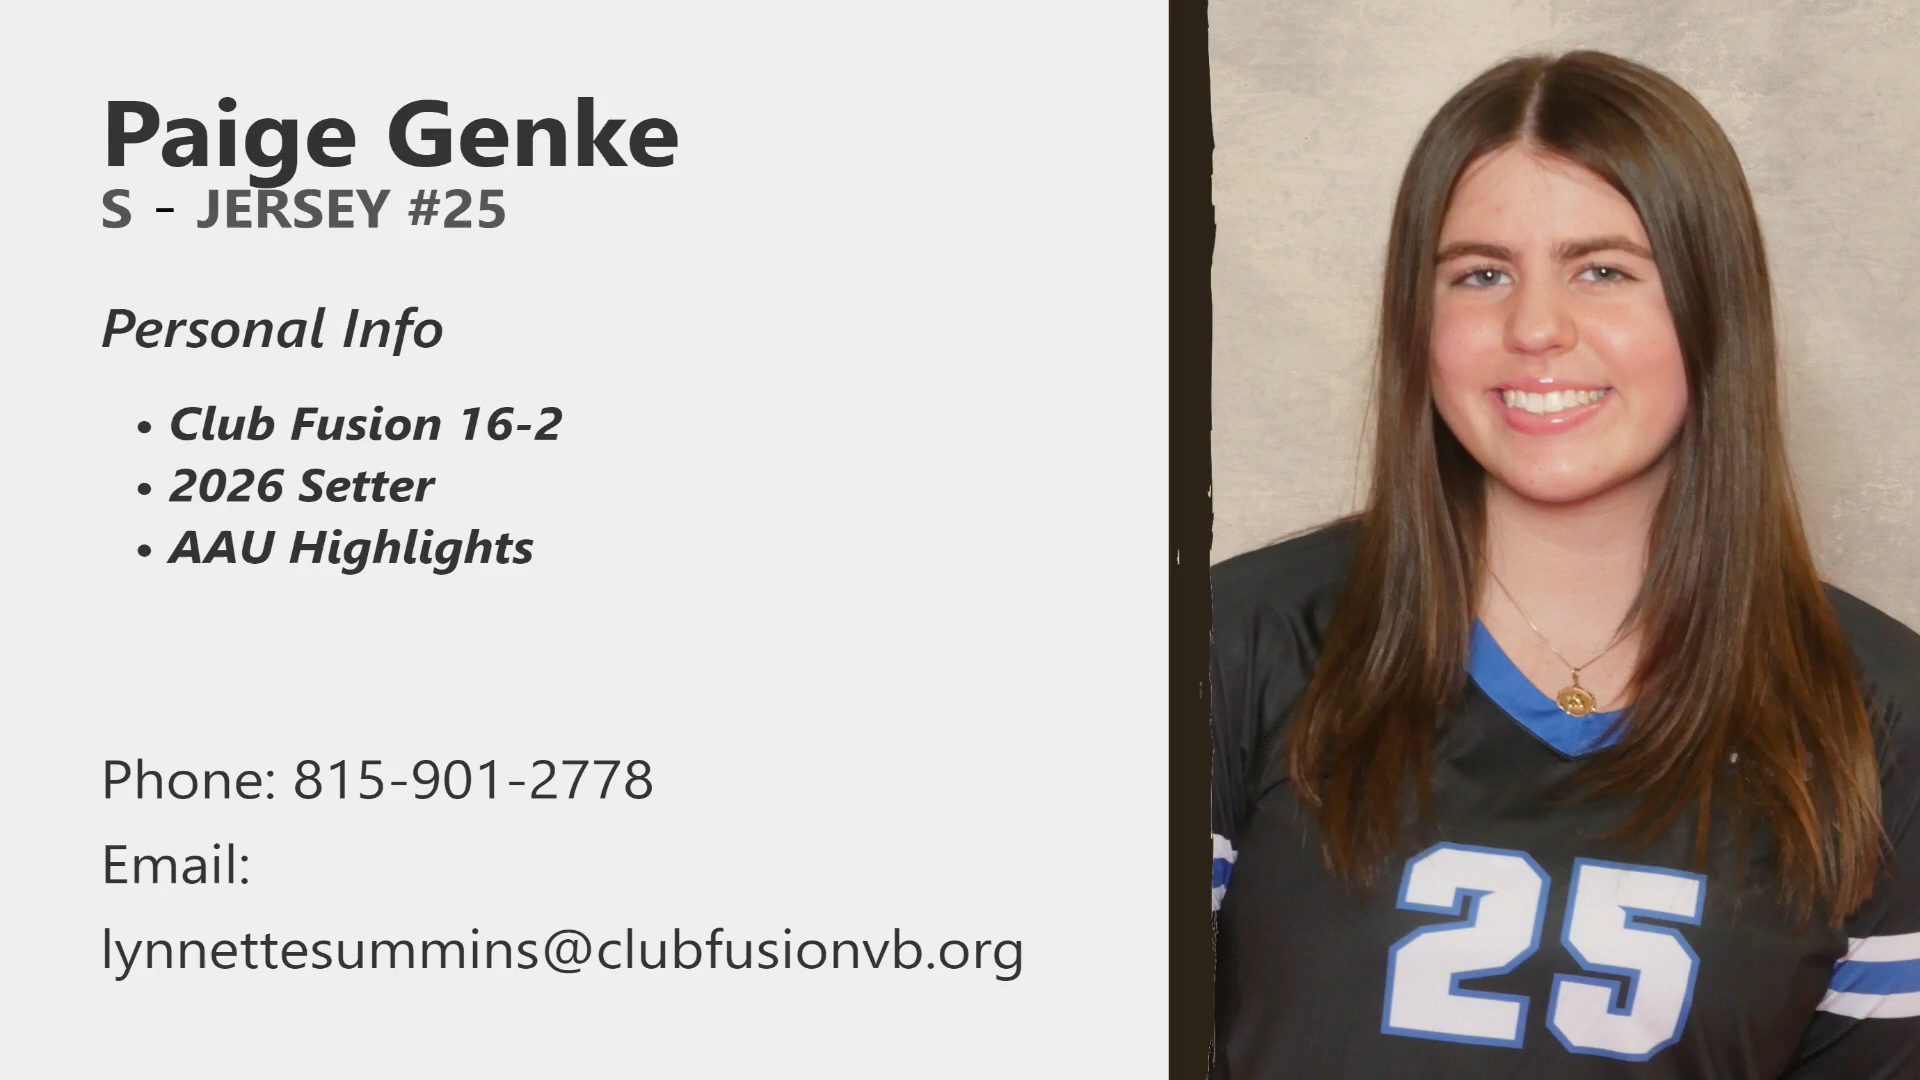 Paige Genke
S - JERSEY #25
Personal Info
• Club Fusion 16-2
• 2026 Setter
• AAU Highlights
Phone: 815-901-2778
Email:
lynnettesummins@clubfusionvb.org
25